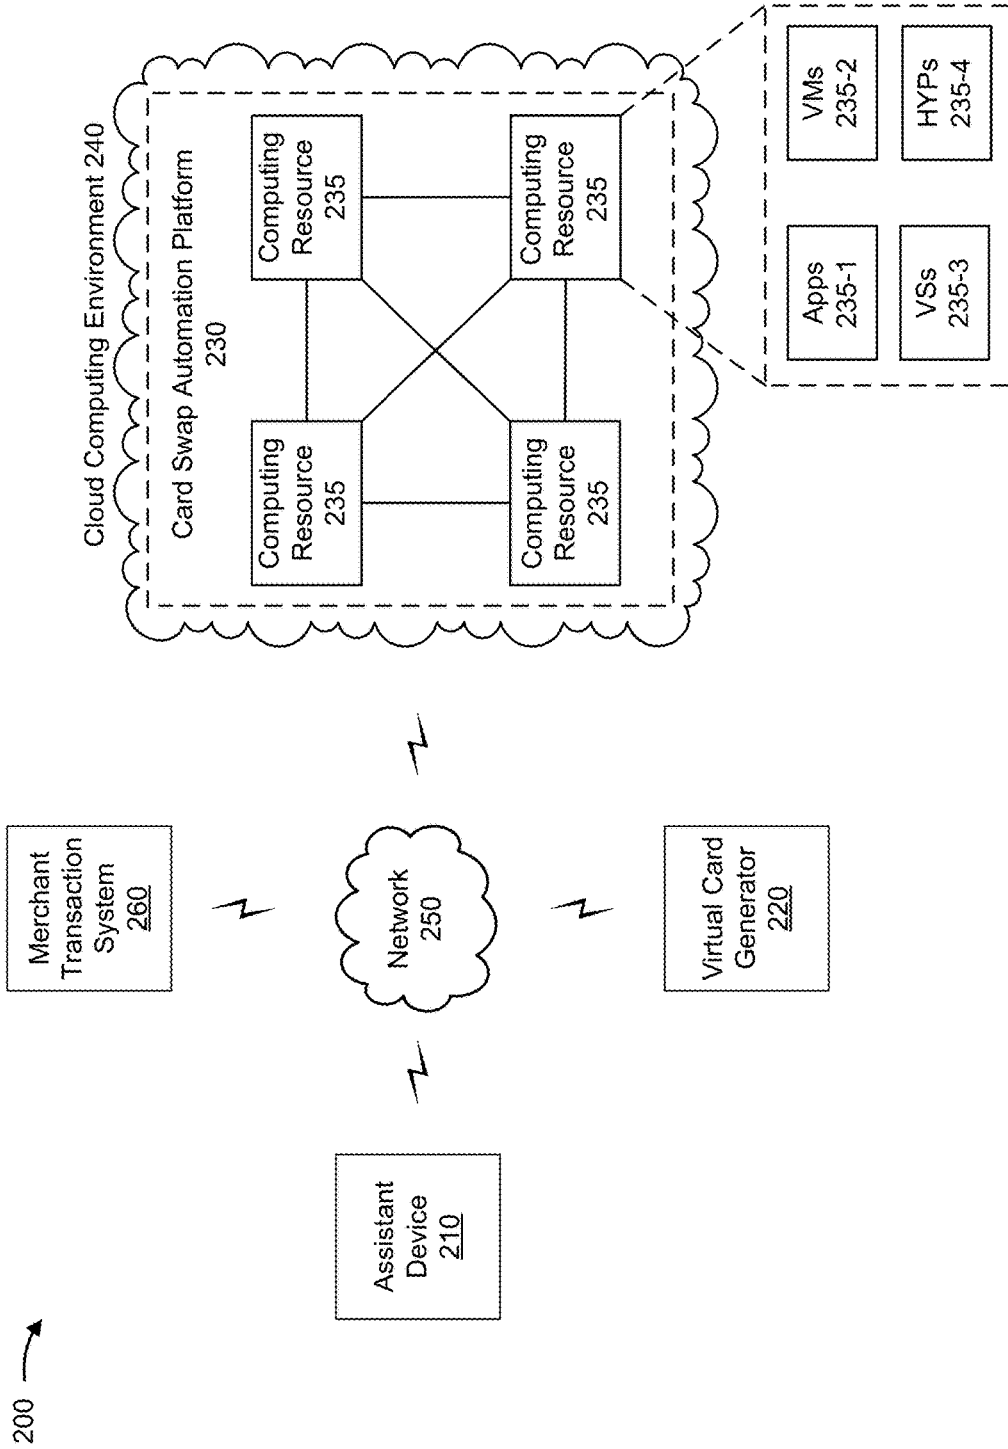 200
Merchant
Transaction
System
260
Assistant
Device
210
Network
250
Virtual Card
Generator
220
Cloud Computing Environment 240
Card Swap Automation Platform
230
Computing
Resource
235
Computing
Resource
235
Computing
Resource
235
Computing
Resource
235
Apps
235-1
VMs
235-2
VSs
235-3
HYPs
235-4